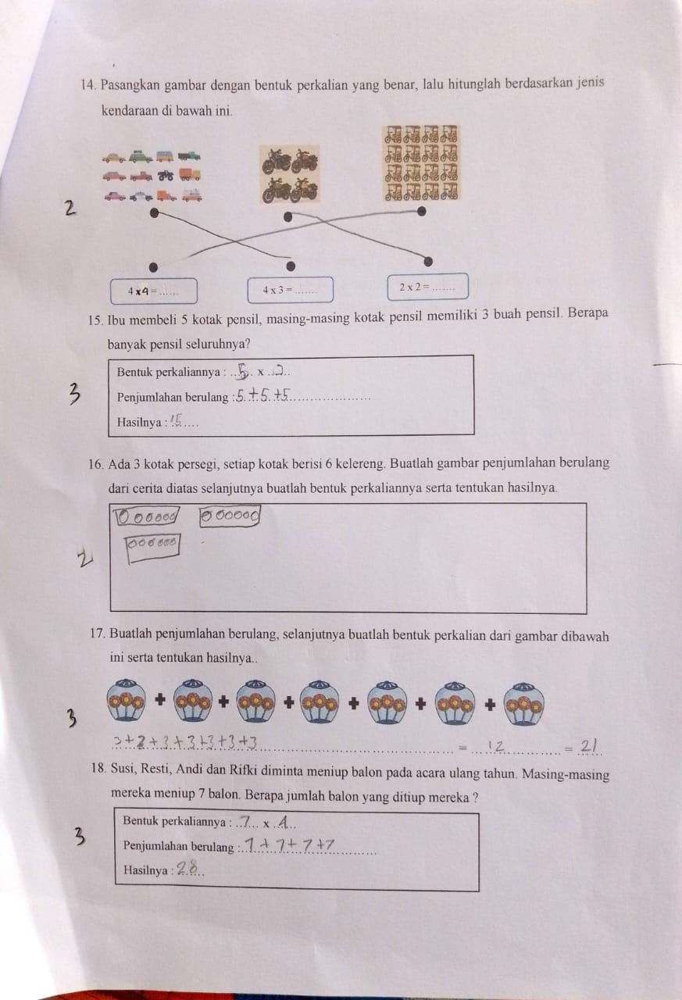 14. Pasangkan gambar dengan bentuk perkalian yang benar, lalu hitunglah berdasarkan jenis
kendaraan di bawah ini.
2
4 x 4 = ......
4 x 3 = .......
2 x 2 = .......
15. Ibu membeli 5 kotak pensil, masing-masing kotak pensil memiliki 3 buah pensil. Berapa
banyak pensil seluruhnya?
3
Bentuk perkaliannya : ..5.. x .3..
Penjumlahan berulang : 5 + 5 + 5
Hasilnya : 15....
16. Ada 3 kotak persegi, setiap kotak berisi 6 kelereng. Buatlah gambar penjumlahan berulang
dari cerita diatas selanjutnya buatlah bentuk perkaliannya serta tentukan hasilnya.
2
17. Buatlah penjumlahan berulang, selanjutnya buatlah bentuk perkalian dari gambar dibawah
ini serta tentukan hasilnya..
+ + + + + +
3
3+3+3+3+3+3+3 = 12 = 21
18. Susi, Resti, Andi dan Rifki diminta meniup balon pada acara ulang tahun. Masing-masing
mereka meniup 7 balon. Berapa jumlah balon yang ditiup mereka ?
3
Bentuk perkaliannya : ..7... x .4...
Penjumlahan berulang : 7 + 7 + 7 + 7
Hasilnya : 28..